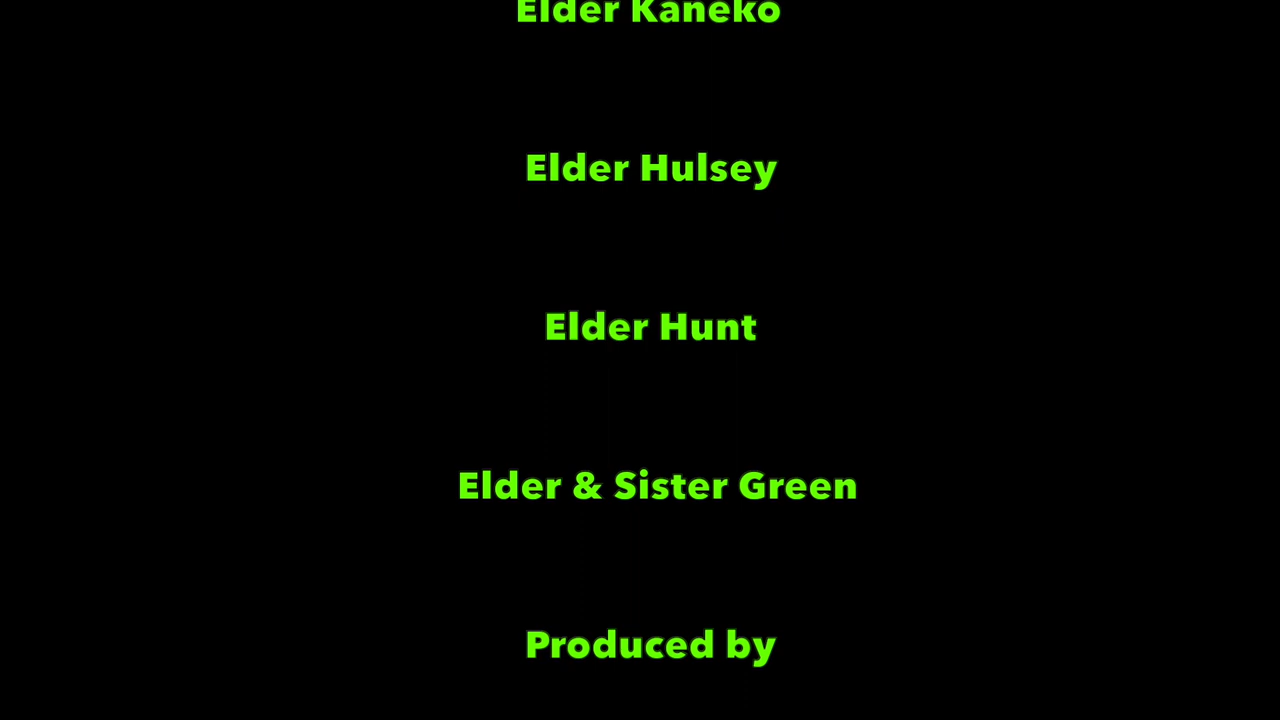 Elder Kaneko
Elder Hulsey
Elder Hunt
Elder & Sister Green
Produced by